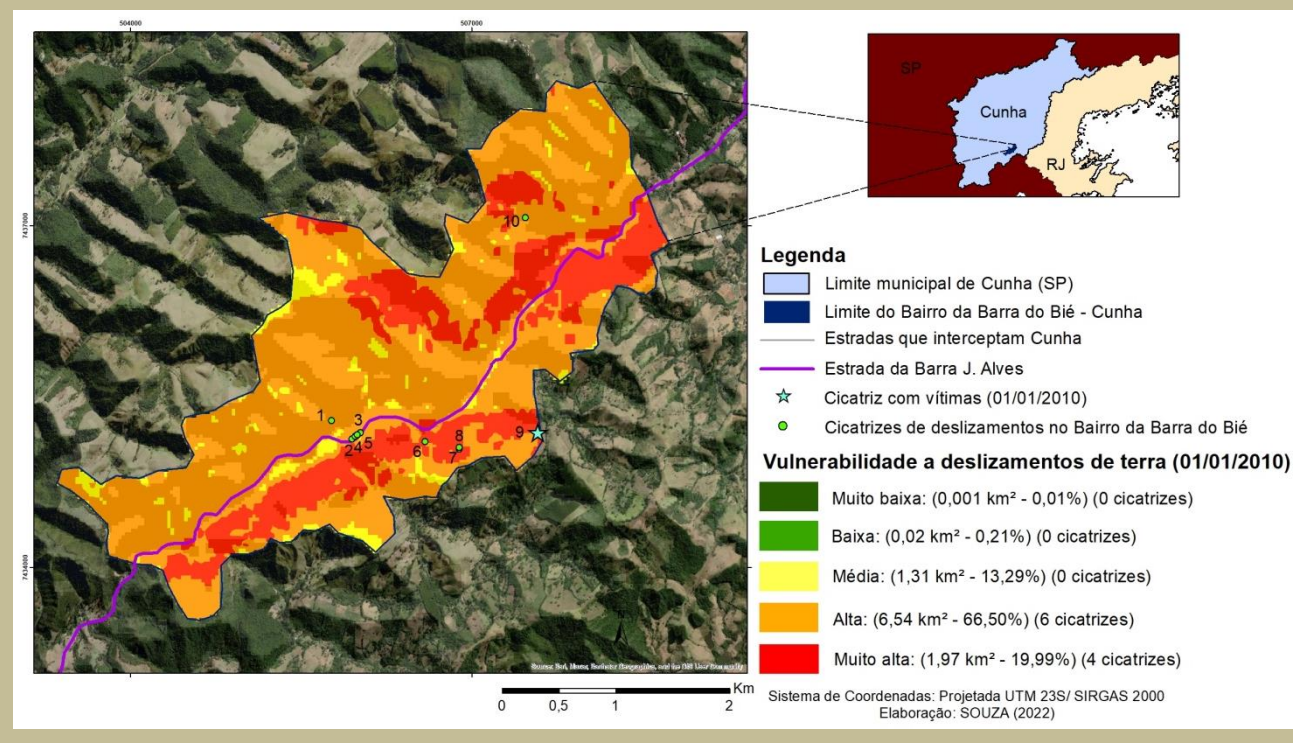 504000
507000
7437000
7434000
10
1
3
2 4 5
6
8
7
9
0 0,5 1 2 Km
SP
Cunha
RJ
Legenda
Limite municipal de Cunha (SP)
Limite do Bairro da Barra do Bié - Cunha
Estradas que interceptam Cunha
Estrada da Barra J. Alves
Cicatriz com vítimas (01/01/2010)
Cicatrizes de deslizamentos no Bairro da Barra do Bié
Vulnerabilidade a deslizamentos de terra (01/01/2010)
Muito baixa: (0,001 km² - 0,01%) (0 cicatrizes)
Baixa: (0,02 km² - 0,21%) (0 cicatrizes)
Média: (1,31 km² - 13,29%) (0 cicatrizes)
Alta: (6,54 km² - 66,50%) (6 cicatrizes)
Muito alta: (1,97 km² - 19,99%) (4 cicatrizes)
Sistema de Coordenadas: Projetada UTM 23S/ SIRGAS 2000
Elaboração: SOUZA (2022)